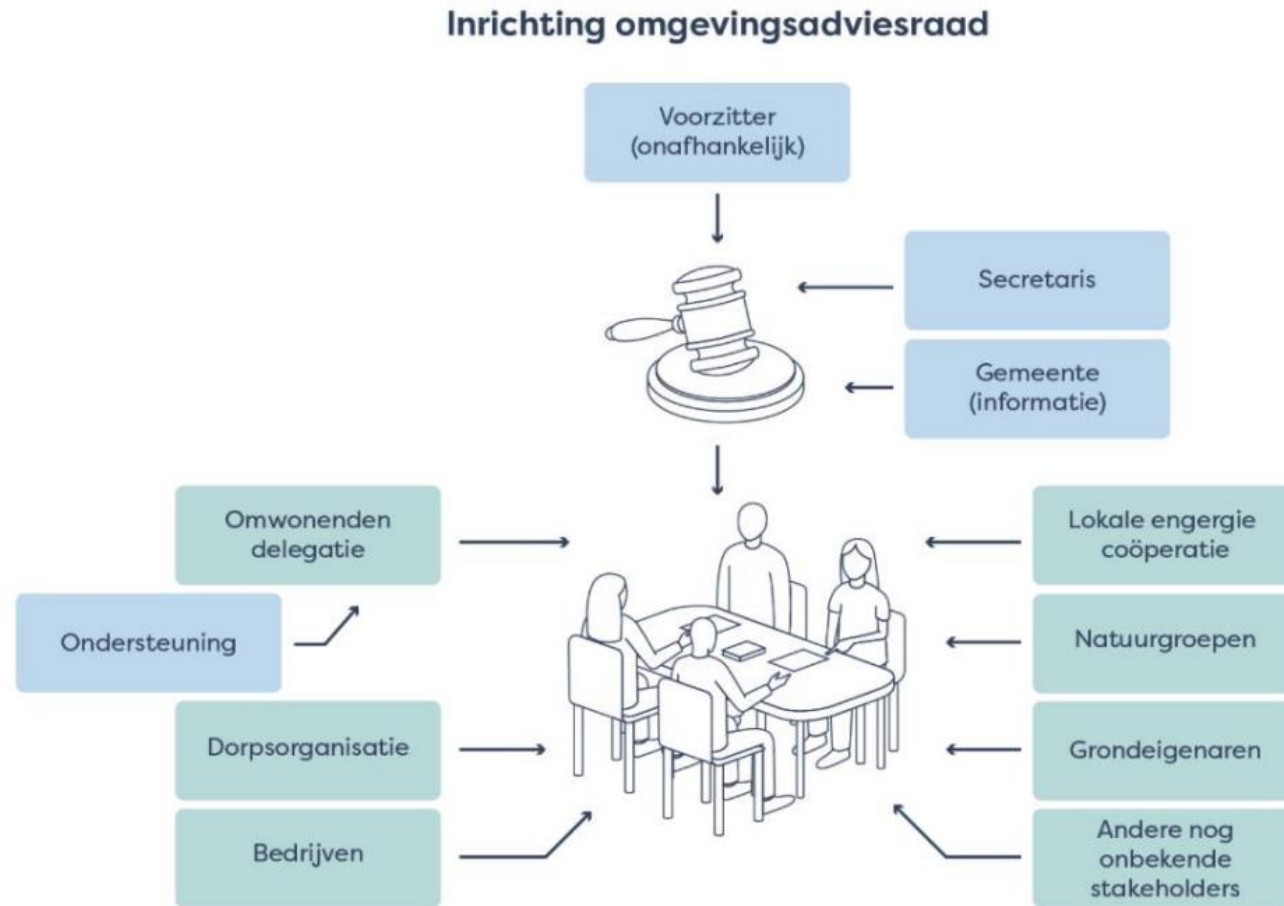 Inrichting omgevingsadviesraad
Voorzitter
(onafhankelijk)
Secretaris
Gemeente
(informatie)
Omwonenden
delegatie
Ondersteuning
Dorpsorganisatie
Bedrijven
Lokale engergie
coöperatie
Natuurgroepen
Grondeigenaren
Andere nog
onbekende
stakeholders